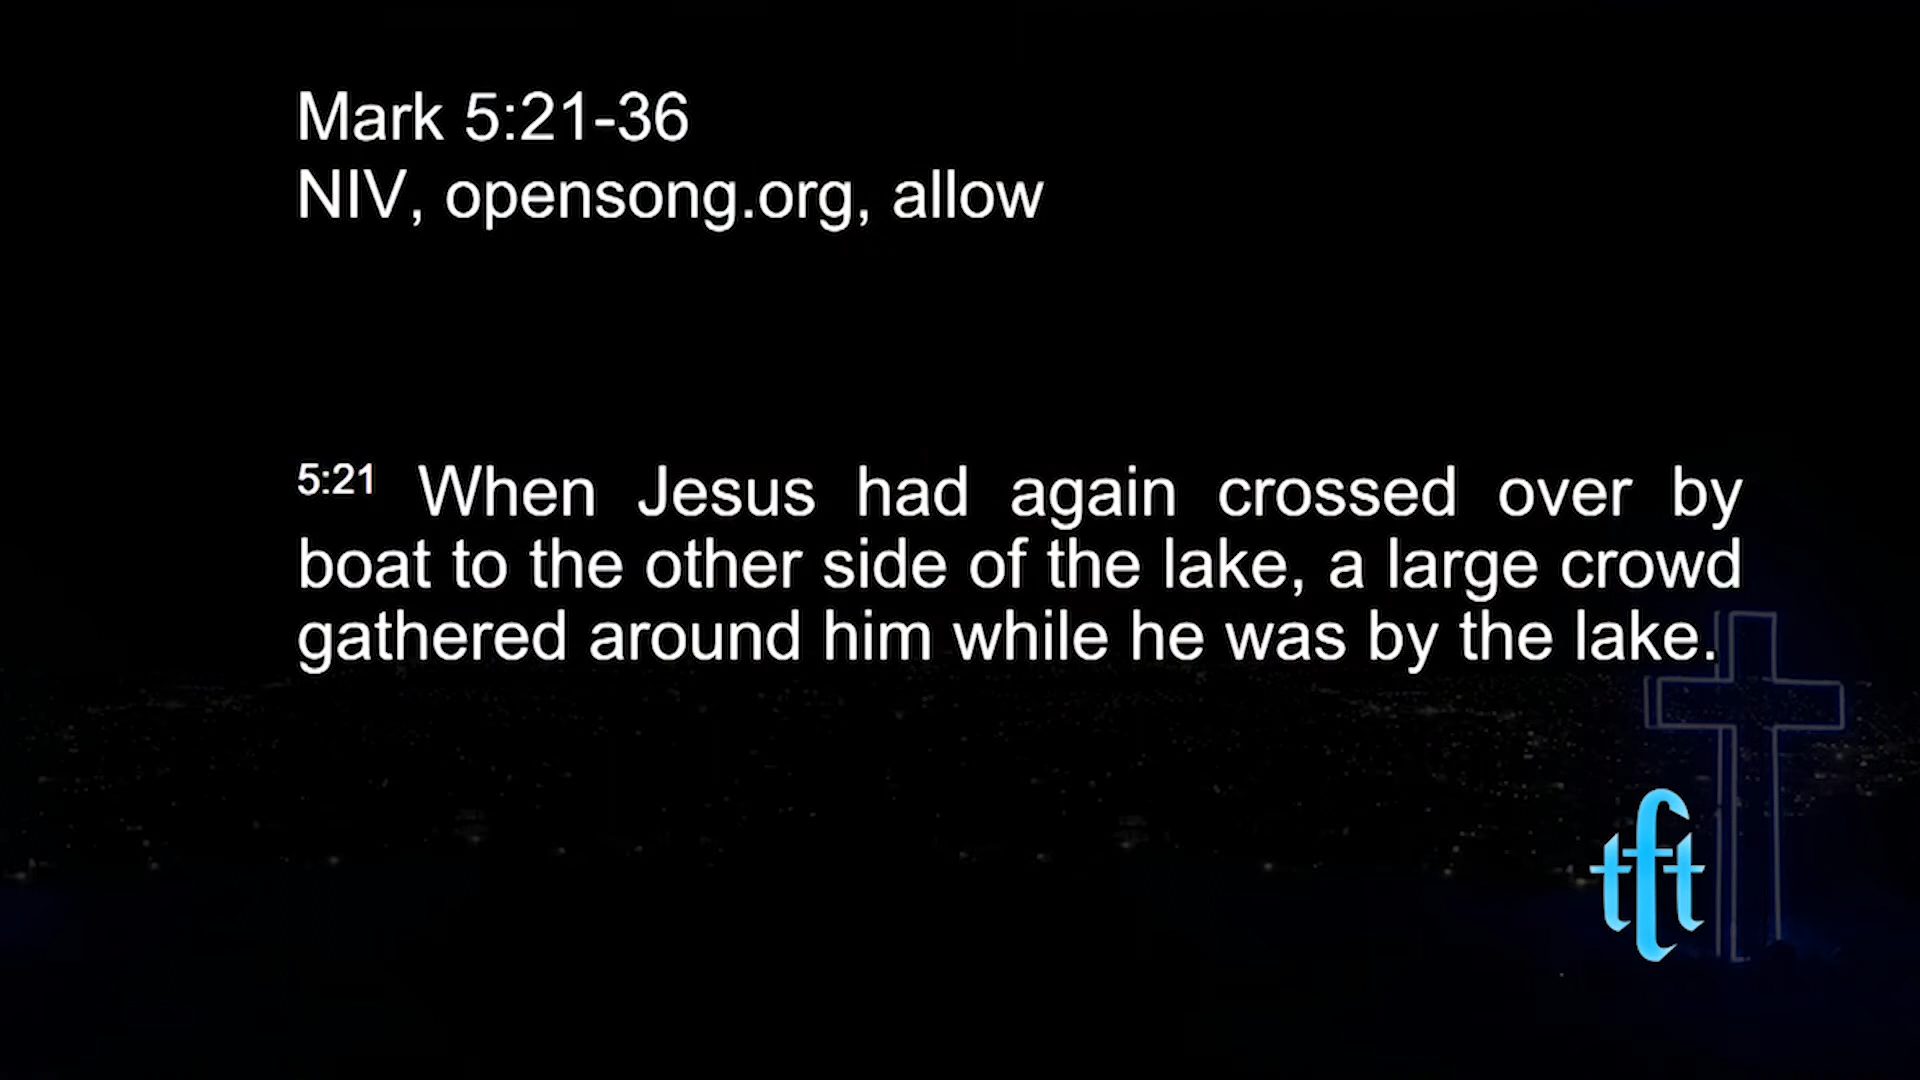 Mark 5:21-36
NIV, opensong.org, allow
5:21 When Jesus had again crossed over by
boat to the other side of the lake, a large crowd
gathered around him while he was by the lake.
tft